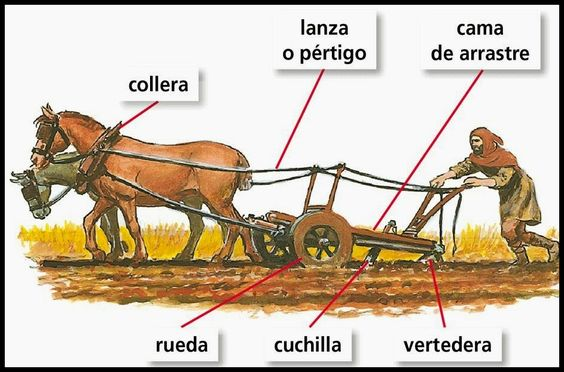 lanza
o pértigo
cama
de arrastre
collera
rueda
cuchilla
vertedera